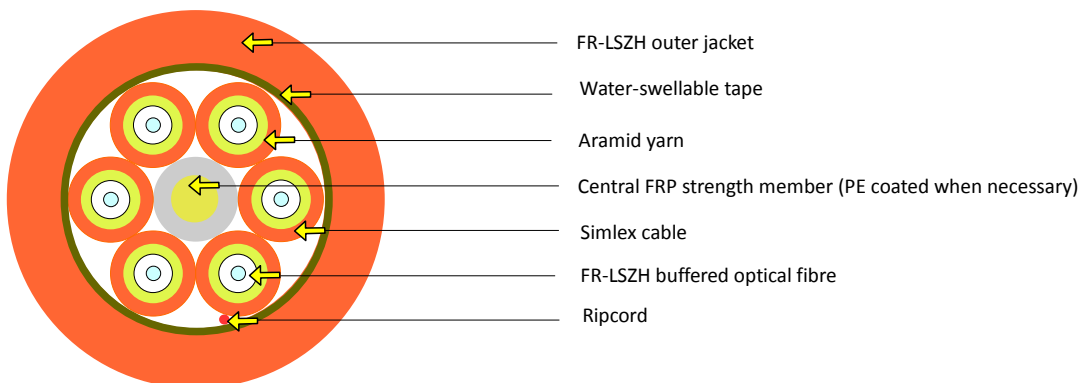 FR-LSZH outer jacket
Water-swellable tape
Aramid yarn
Central FRP strength member (PE coated when necessary)
Simlex cable
FR-LSZH buffered optical fibre
Ripcord